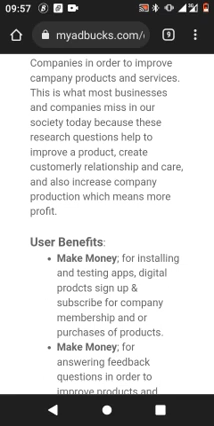 09:57
myadbucks.com/
9
Companies in order to improve
campany products and services.
This is what most businesses
and companies miss in our
society today because these
research questions help to
improve a product, create
customerly relationship and care,
and also increase company
production which means more
profit.
User Benefits:
• Make Money; for installing
and testing apps, digital
prodcts sign up &
subscribe for company
membership and or
purchases of products.
• Make Money; for
answering feedback
questions in order to
improve products and